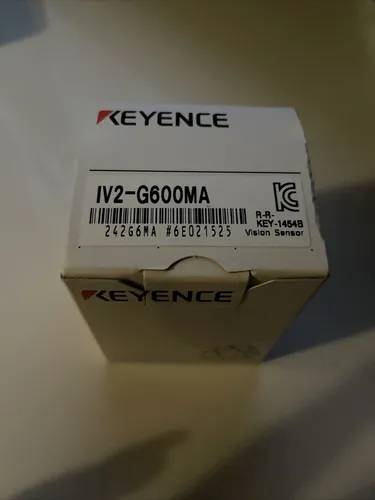 KEYENCE
IV2-G600MA
242G6MA #6E021525
R-R-
KEY-1454B
Vision Sensor
KEYENCE